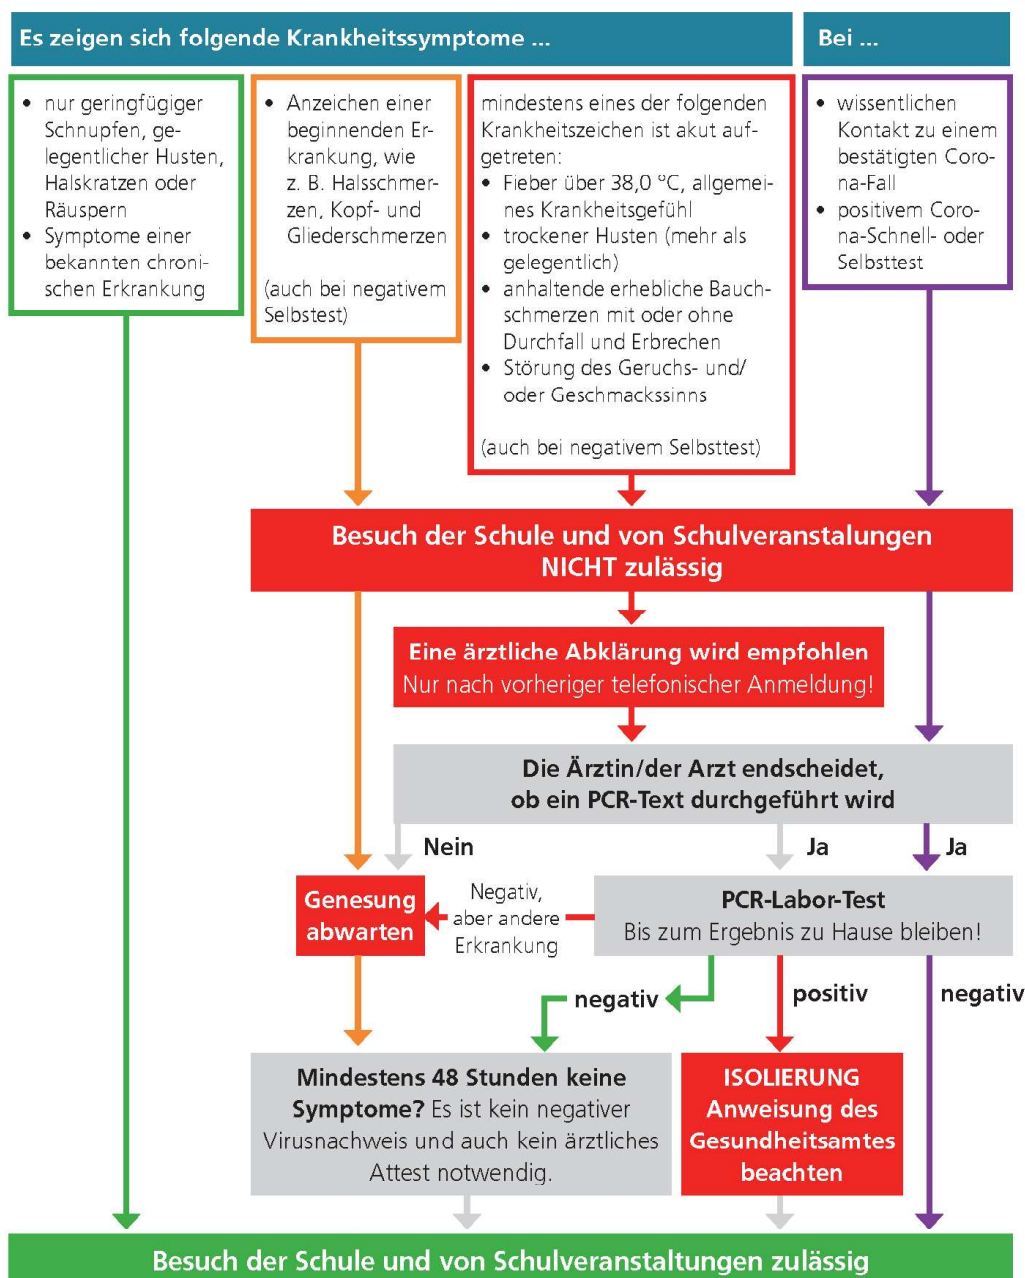 Es zeigen sich folgende Krankheitssymptome ...
Bei ...
• nur geringfügiger
Schnupfen, ge-
legentlicher Husten,
Halskratzen oder
Räuspern
• Symptome einer
bekannten chroni-
schen Erkrankung
• Anzeichen einer
beginnenden Er-
krankung, wie
z. B. Halsschmer-
zen, Kopf- und
Gliederschmerzen
(auch bei negativem
Selbstest)
mindestens eines der folgenden
Krankheitszeichen ist akut auf-
getreten:
• Fieber über 38,0 °C, allgemei-
nes Krankheitsgefühl
• trockener Husten (mehr als
gelegentlich)
• anhaltende erhebliche Bauch-
schmerzen mit oder ohne
Durchfall und Erbrechen
• Störung des Geruchs- und/
oder Geschmackssinns
(auch bei negativem Selbsttest)
• wissentlichen
Kontakt zu einem
bestätigten Coro-
na-Fall
• positivem Coro-
na-Schnell- oder
Selbsttest
Besuch der Schule und von Schulveranstalungen
NICHT zulässig
Eine ärztliche Abklärung wird empfohlen
Nur nach vorheriger telefonischer Anmeldung!
Die Ärztin/der Arzt endscheidet,
ob ein PCR-Text durchgeführt wird
Nein
Ja
Ja
Genesung
abwarten
Negativ,
aber andere
Erkrankung
PCR-Labor-Test
Bis zum Ergebnis zu Hause bleiben!
negativ
positiv
negativ
Mindestens 48 Stunden keine
Symptome? Es ist kein negativer
Virusnachweis und auch kein ärztliches
Attest notwendig.
ISOLIERUNG
Anweisung des
Gesundheitsamtes
beachten
Besuch der Schule und von Schulveranstaltungen zulässig